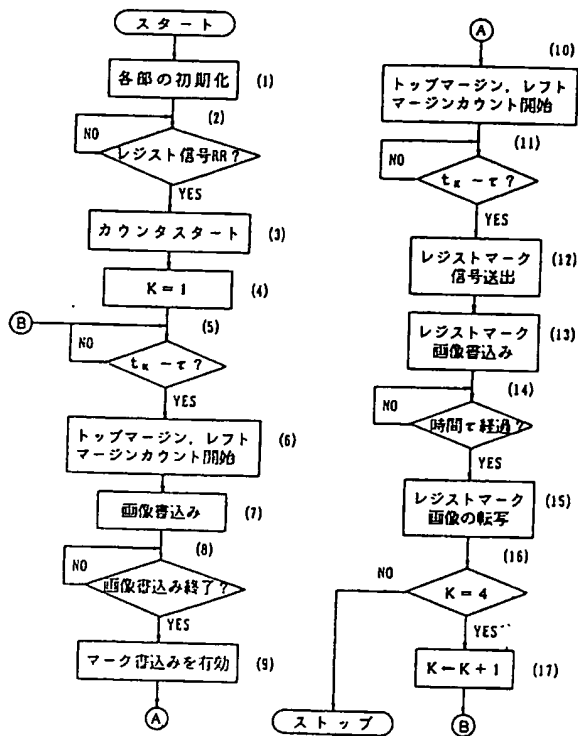 スタート
各部の初期化
(1)
(2)
NO
レジスト信号RR?
YES
カウンタスタート
(3)
K=1
(4)
B
(5)
NO
tK-τ?
YES
トップマージン,レフト
マージンカウント開始
(6)
画像書込み
(7)
(8)
NO
画像書込み終了?
YES
マーク書込みを有効
(9)
A
A
(10)
トップマージン,レフト
マージンカウント開始
(11)
NO
tK-τ?
YES
レジストマーク
信号送出
(12)
レジストマーク
画像書込み
(13)
(14)
NO
時間τ経過?
YES
レジストマーク
画像の転写
(15)
(16)
NO
K=4
YES
K←K+1
(17)
ストップ
B